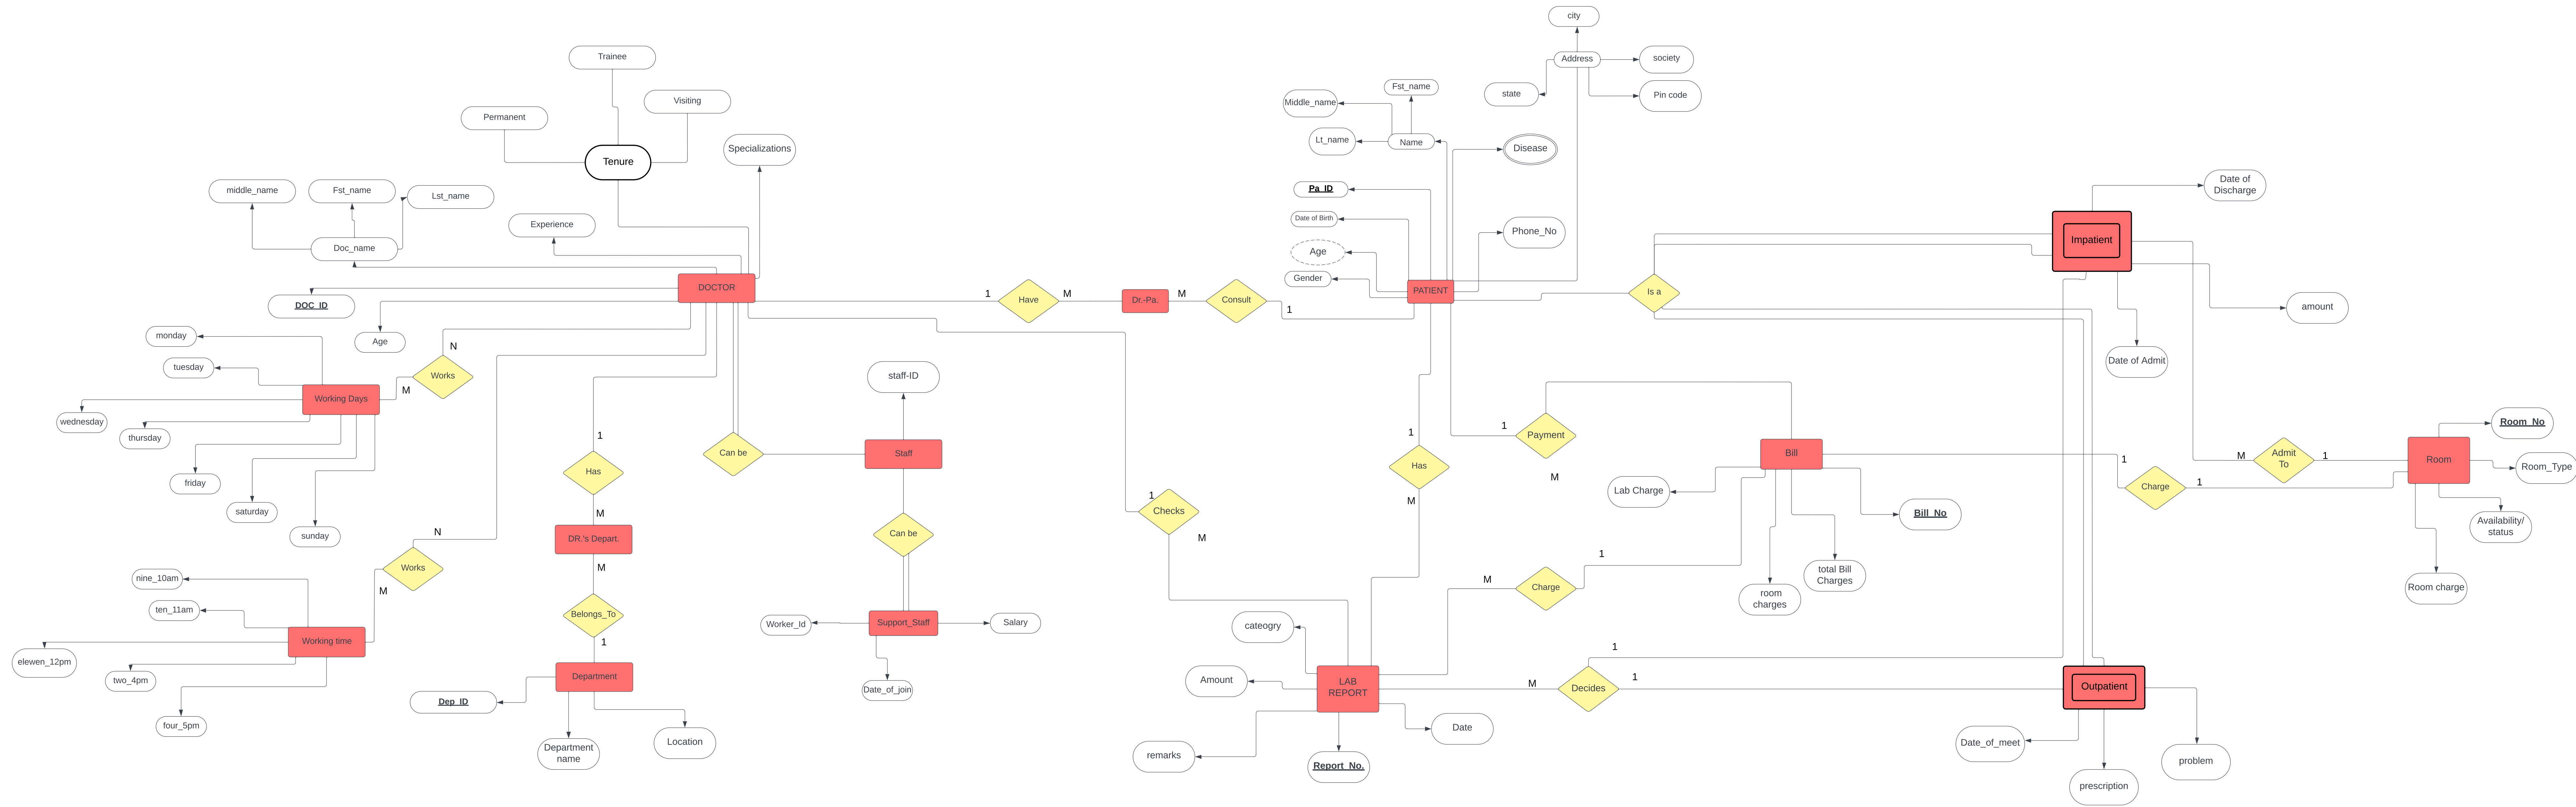 city
Trainee
Address
society
Visiting
Fst_name
state
Pin code
Permanent
Middle_name
Tenure
Specializations
Lt_name
Name
Disease
middle_name
Fst_name
Lst_name
Pa_ID
Date of
Discharge
Experience
Date of Birth
Phone_No
Doc_name
Age
Impatient
Gender
DOCTOR
PATIENT
Is a
DOC_ID
1
Have
M
Dr.-Pa.
M
Consult
1
amount
monday
Age
N
tuesday
Works
staff-ID
Date of Admit
M
Working Days
wednesday
thursday
1
1
1
Payment
Room_No
Can be
Staff
Bill
M
Admit
To
1
Room
Has
Has
1
Room_Type
friday
M
Lab Charge
Charge
1
saturday
M
1
Checks
M
Bill_No
sunday
N
DR.'s Depart.
Can be
M
Availability/
status
1
Works
M
total Bill
Charges
nine_10am
M
Charge
room
charges
Room charge
M
ten_11am
Belongs_To
Worker_Id
Support_Staff
Salary
cateogry
Working time
1
1
elewen_12pm
two_4pm
Department
Amount
LAB
REPORT
M
Decides
1
Outpatient
Date_of_join
Dep_ID
four_5pm
Date
Department
name
Location
Date_of_meet
remarks
Report_No.
problem
prescription